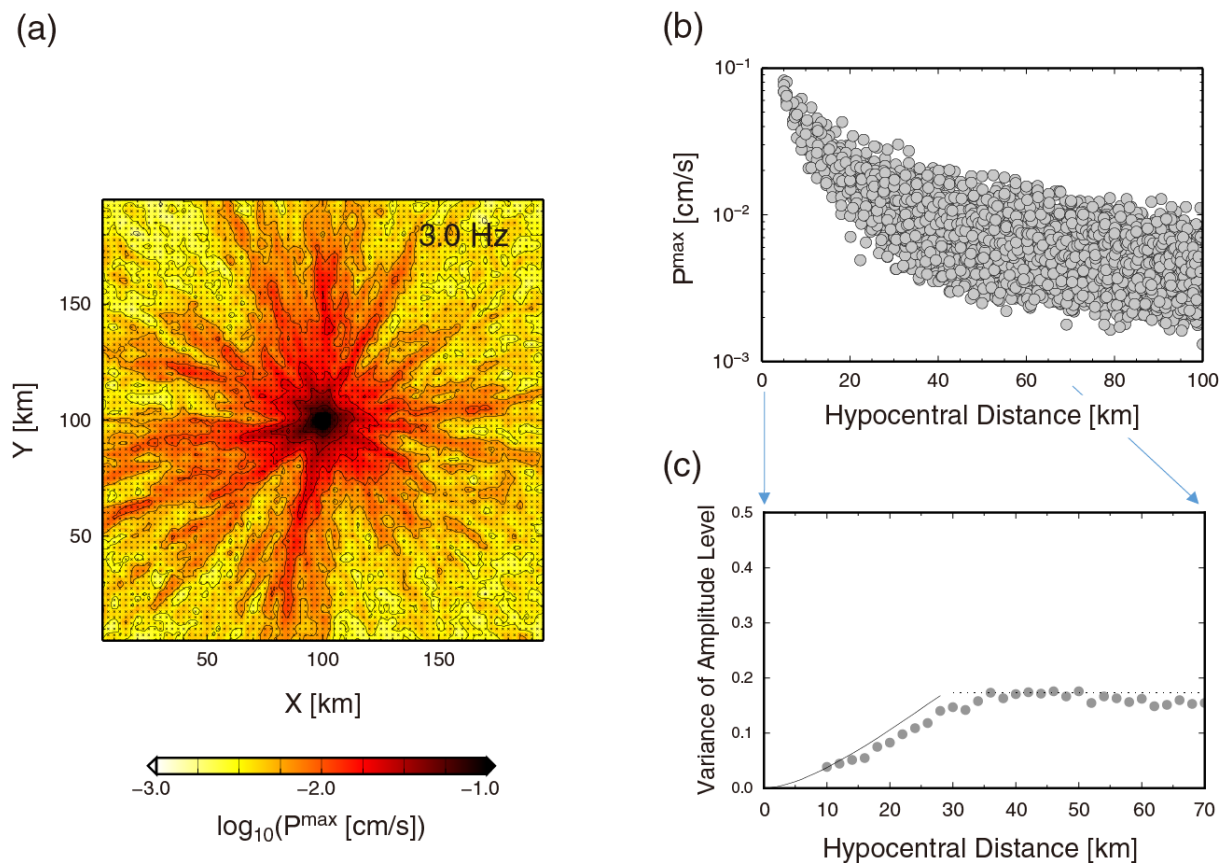 (a)
3.0 Hz
150
100
50
Y [km]
50
100
150
X [km]
−3.0
−2.0
−1.0
log₁₀(Pᵐᵃˣ [cm/s])
(b)
10⁻¹
10⁻²
10⁻³
Pᵐᵃˣ [cm/s]
0
20
40
60
80
100
Hypocentral Distance [km]
(c)
0.5
0.4
0.3
0.2
0.1
0.0
Variance of Amplitude Level
0
10
20
30
40
50
60
70
Hypocentral Distance [km]